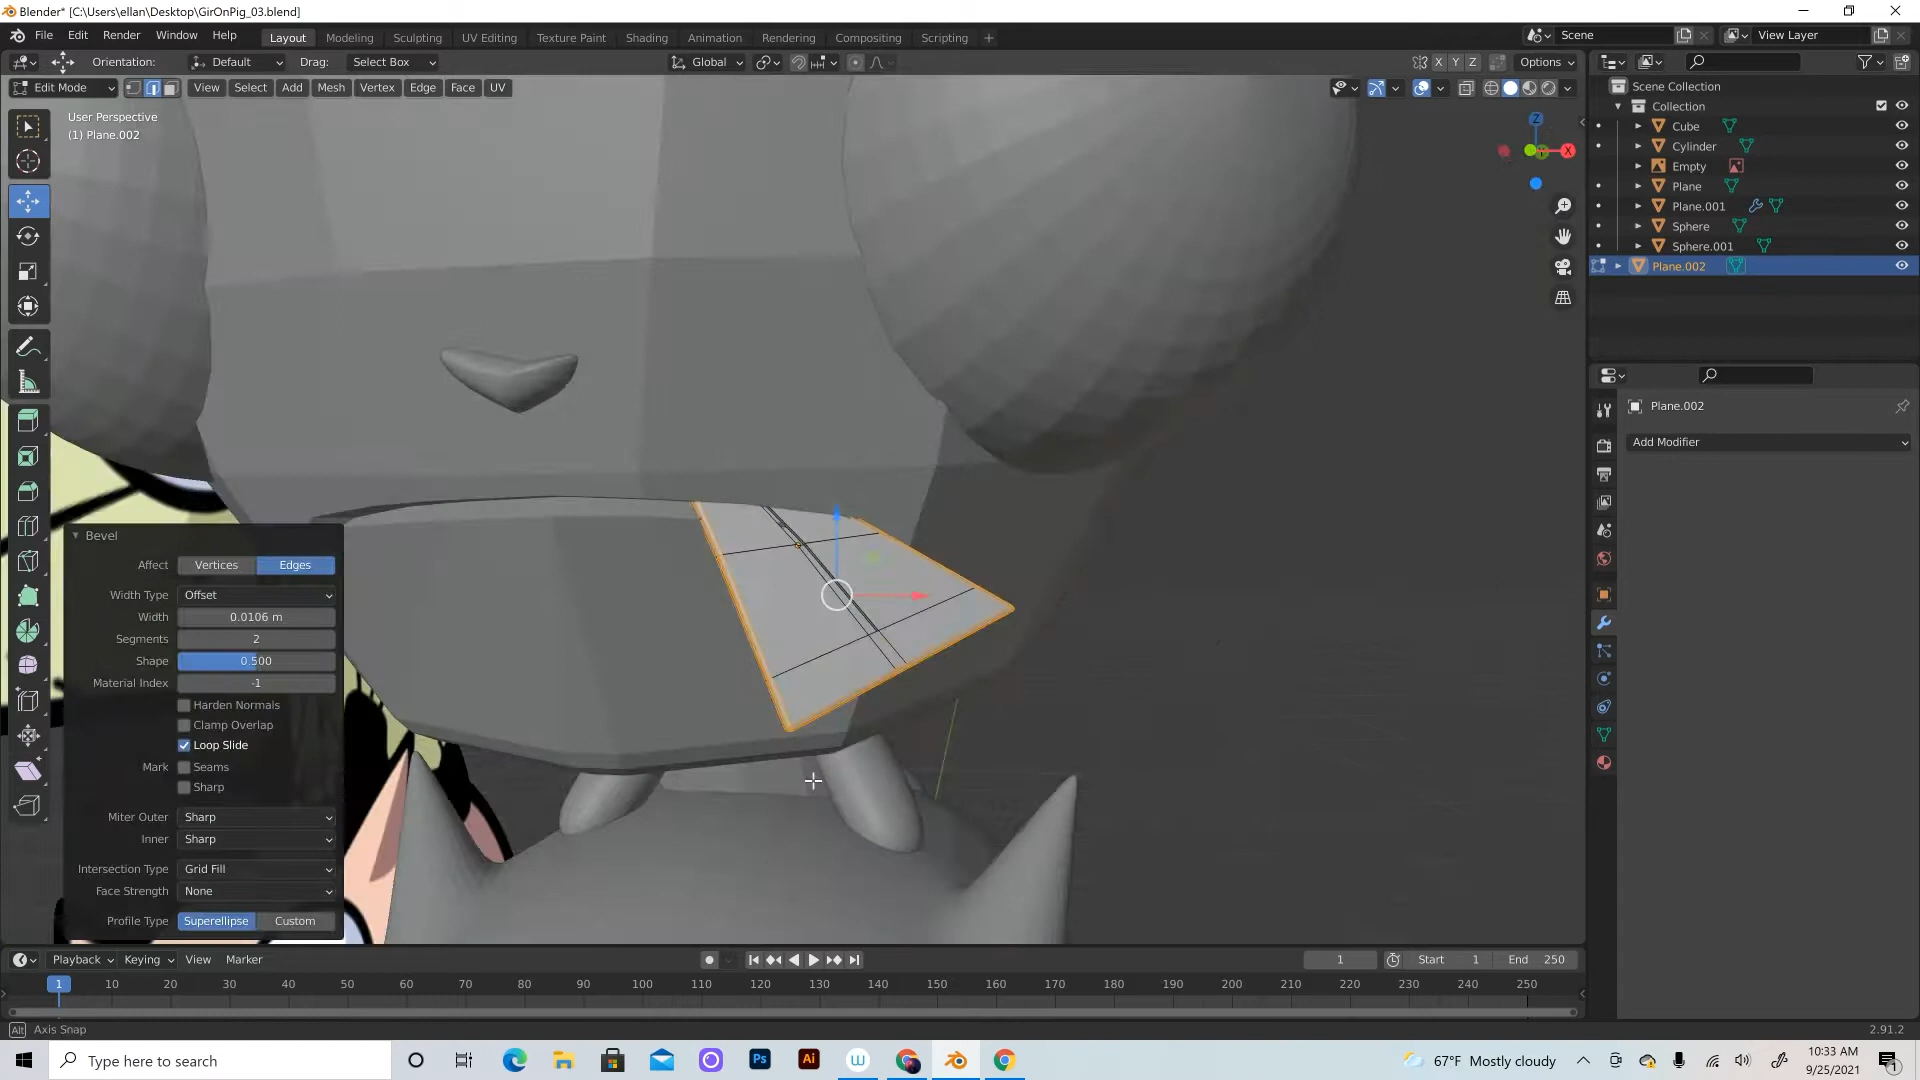 Blender* [C:\Users\ellan\Desktop\GirOnPig_03.blend]
File Edit Render Window Help Layout Modeling Sculpting UV Editing Texture Paint Shading Animation Rendering Compositing Scripting + Scene View Layer
Orientation: Default Drag: Select Box Global X Y Z Options
Edit Mode View Select Add Mesh Vertex Edge Face UV
User Perspective
(1) Plane.002
Z
X
Scene Collection
Collection
Cube
Cylinder
Empty
Plane
Plane.001
Sphere
Sphere.001
Plane.002
Plane.002
Add Modifier
Bevel
Affect Vertices Edges
Width Type Offset
Width 0.0106 m
Segments 2
Shape 0.500
Material Index -1
Harden Normals
Clamp Overlap
Loop Slide
Mark Seams
Sharp
Miter Outer Sharp
Inner Sharp
Intersection Type Grid Fill
Face Strength None
Profile Type Superellipse Custom
Playback Keying View Marker 1 Start 1 End 250
1 10 20 30 40 50 60 70 80 90 100 110 120 130 140 150 160 170 180 190 200 210 220 230 240 250
Alt Axis Snap 2.91.2
Type here to search Ps Ai 67°F Mostly cloudy 10:33 AM
9/25/2021 1